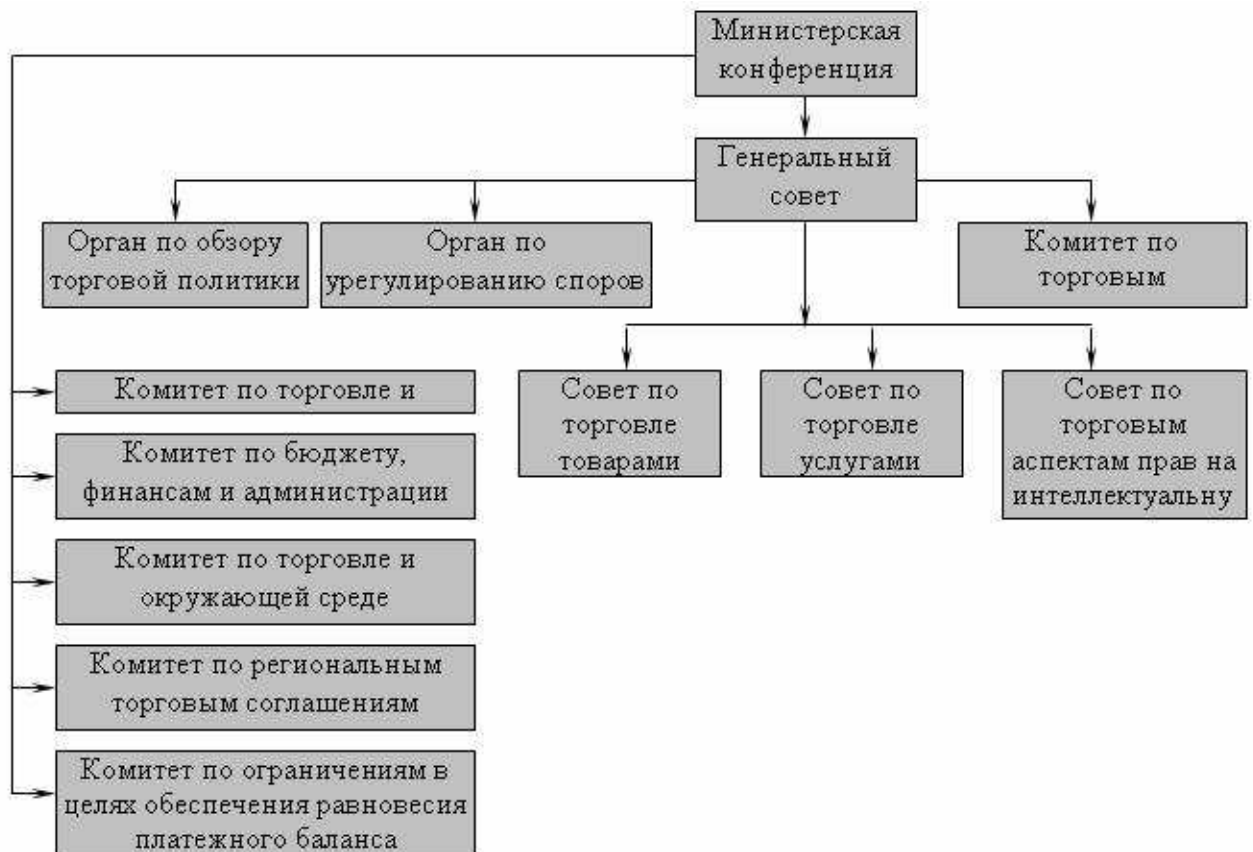 Министерская
конференция
Генеральный
совет
Орган по обзору
торговой политики
Орган по
урегулированию споров
Комитет по
торговым
Комитет по торговле и
Комитет по бюджету,
финансам и администрации
Комитет по торговле и
окружающей среде
Комитет по региональным
торговым соглашениям
Комитет по ограничениям в
целях обеспечения равновесия
платежного баланса
Совет по
торговле
товарами
Совет по
торговле
услугами
Совет по
торговым
аспектам прав на
интеллектуальну